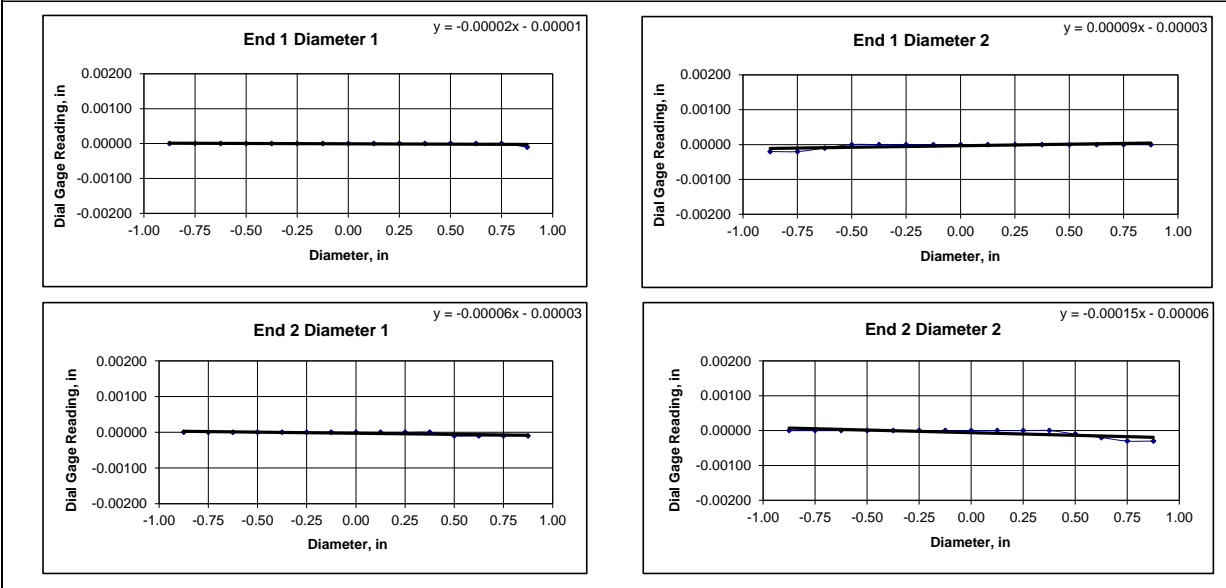 y = -0.00002x - 0.00001
End 1 Diameter 1
Dial Gage Reading, in
0.00200
0.00100
0.00000
-0.00100
-0.00200
-1.00 -0.75 -0.50 -0.25 0.00 0.25 0.50 0.75 1.00
Diameter, in
y = 0.00009x - 0.00003
End 1 Diameter 2
Dial Gage Reading, in
0.00200
0.00100
0.00000
-0.00100
-0.00200
-1.00 -0.75 -0.50 -0.25 0.00 0.25 0.50 0.75 1.00
Diameter, in
y = -0.00006x - 0.00003
End 2 Diameter 1
Dial Gage Reading, in
0.00200
0.00100
0.00000
-0.00100
-0.00200
-1.00 -0.75 -0.50 -0.25 0.00 0.25 0.50 0.75 1.00
Diameter, in
y = -0.00015x - 0.00006
End 2 Diameter 2
Dial Gage Reading, in
0.00200
0.00100
0.00000
-0.00100
-0.00200
-1.00 -0.75 -0.50 -0.25 0.00 0.25 0.50 0.75 1.00
Diameter, in